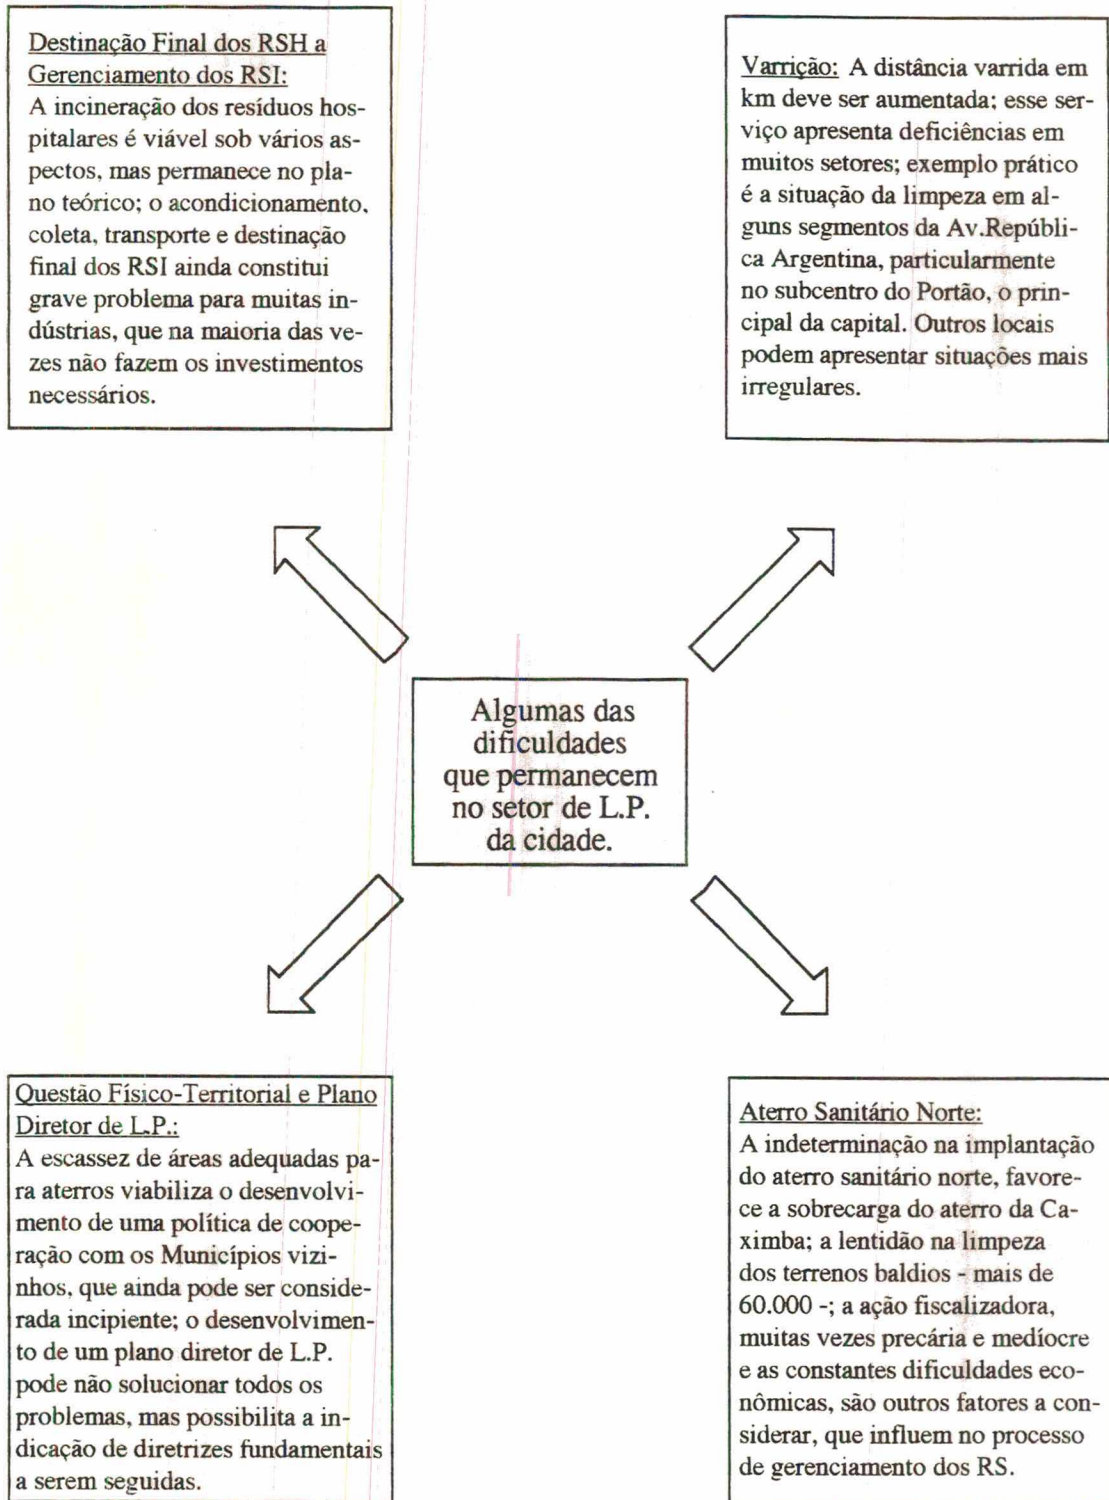 Destinação Final dos RSH a
Gerenciamento dos RSI:
A incineração dos resíduos hos-
pitalares é viável sob vários as-
pectos, mas permanece no pla-
no teórico; o acondicionamento,
coleta, transporte e destinação
final dos RSI ainda constitui
grave problema para muitas in-
dústrias, que na maioria das ve-
zes não fazem os investimentos
necessários.
Varrição: A distância varrida em
km deve ser aumentada; esse ser-
viço apresenta deficiências em
muitos setores; exemplo prático
é a situação da limpeza em al-
guns segmentos da Av.Repúbli-
ca Argentina, particularmente
no subcentro do Portão, o prin-
cipal da capital. Outros locais
podem apresentar situações mais
irregulares.
Algumas das
dificuldades
que permanecem
no setor de L.P.
da cidade.
Questão Físico-Territorial e Plano
Diretor de L.P.:
A escassez de áreas adequadas pa-
ra aterros viabiliza o desenvolvi-
mento de uma política de coope-
ração com os Municípios vizi-
nhos, que ainda pode ser conside-
rada incipiente; o desenvolvimen-
to de um plano diretor de L.P.
pode não solucionar todos os
problemas, mas possibilita a in-
dicação de diretrizes fundamentais
a serem seguidas.
Aterro Sanitário Norte:
A indeterminação na implantação
do aterro sanitário norte, favore-
ce a sobrecarga do aterro da Ca-
ximba; a lentidão na limpeza
dos terrenos baldios - mais de
60.000 -; a ação fiscalizadora,
muitas vezes precária e medíocre
e as constantes dificuldades eco-
nômicas, são outros fatores a con-
siderar, que influem no processo
de gerenciamento dos RS.